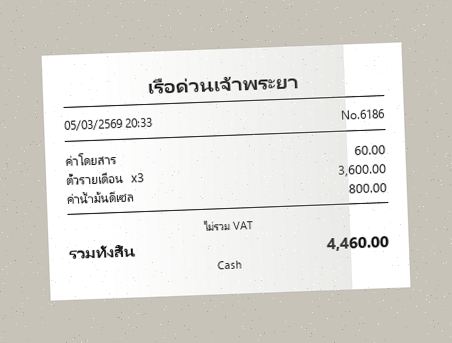 เรือด่วนเจ้าพระยา
05/03/2569 20:33 No.6186
ค่าโดยสาร 60.00
ตั๋วรายเดือน x3 3,600.00
ค่าน้ำมันดีเซล 800.00
ไม่รวม VAT
รวมทั้งสิ้น 4,460.00
Cash